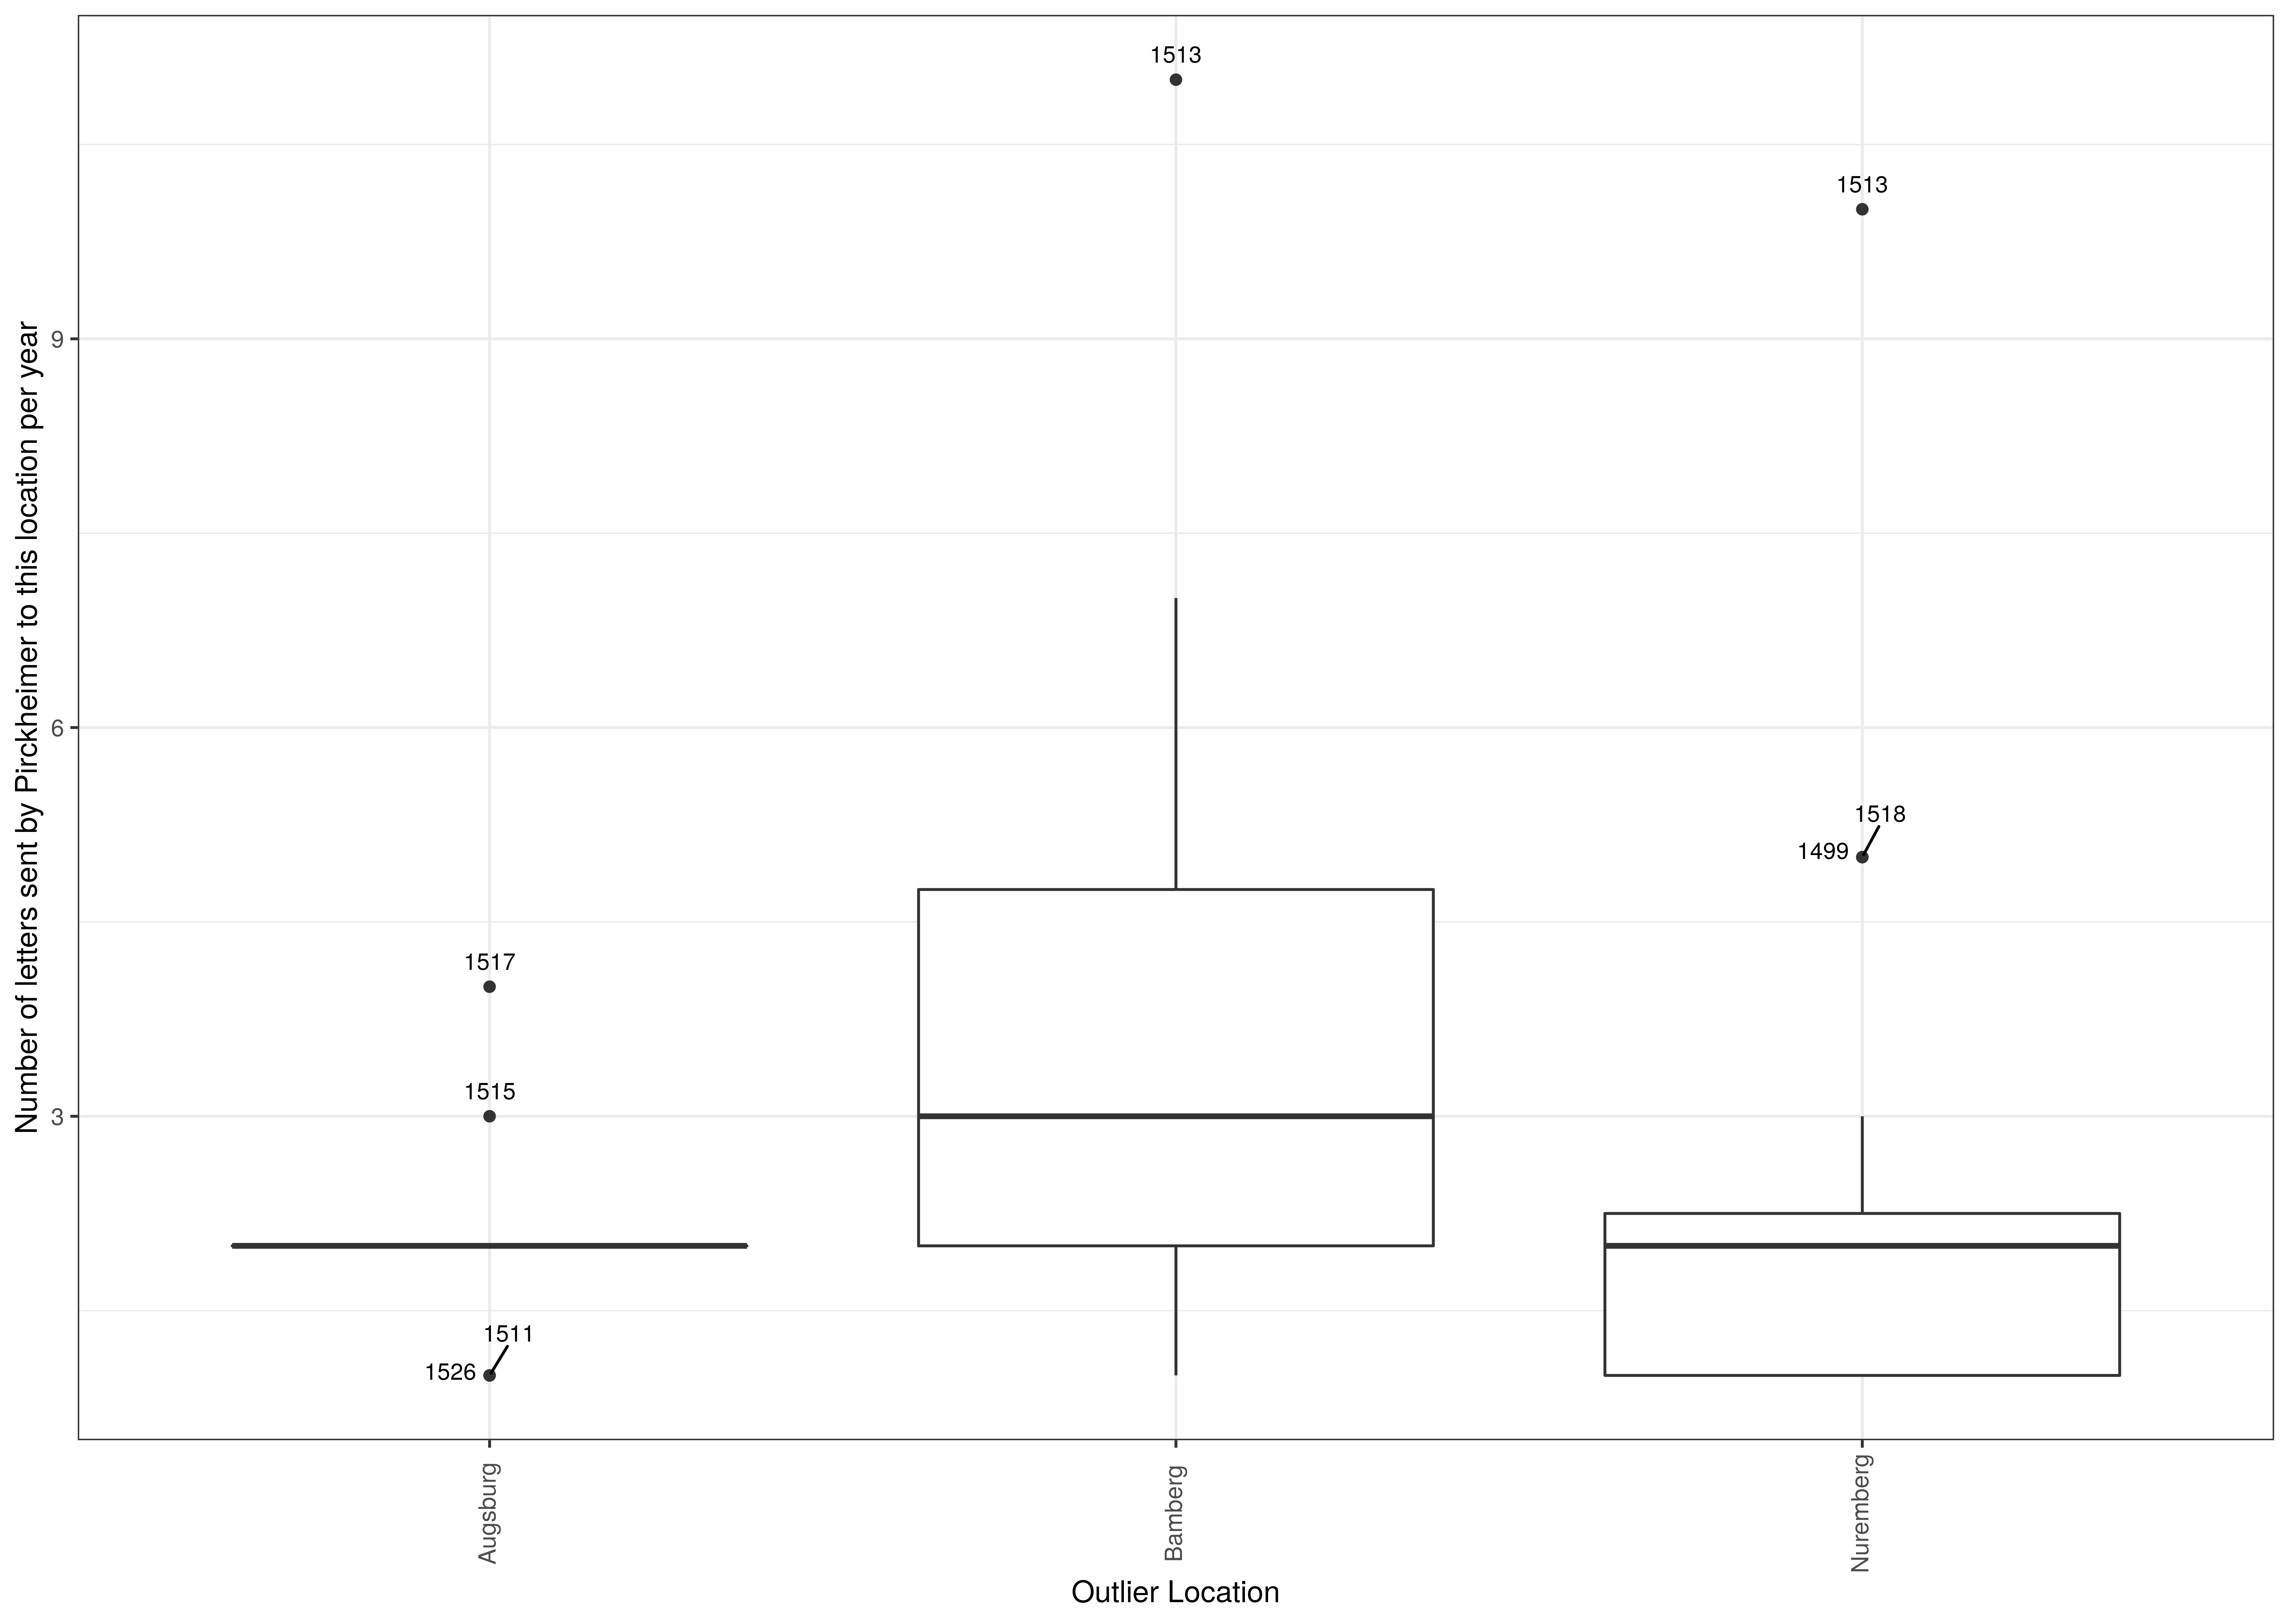 1513
1513
9
6
1518
1499
1517
1515
3
1511
1526
Number of letters sent by Pirckheimer to this location per year
Augsburg
Bamberg
Nuremberg
Outlier Location